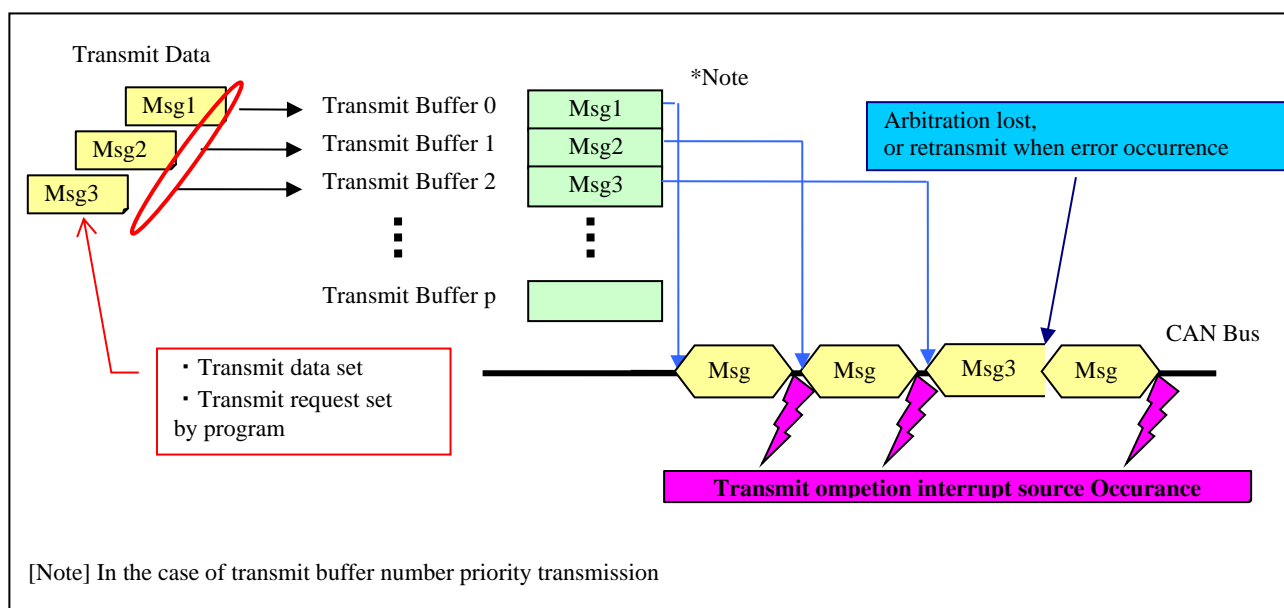 Transmit Data
*Note
Msg1
Msg2
Msg3
Transmit Buffer 0
Transmit Buffer 1
Transmit Buffer 2
Transmit Buffer p
Msg1
Msg2
Msg3
Arbitration lost,
or retransmit when error occurrence
CAN Bus
・Transmit data set
・Transmit request set
by program
Msg
Msg
Msg3
Msg
Transmit ompetion interrupt source Occurance
[Note] In the case of transmit buffer number priority transmission